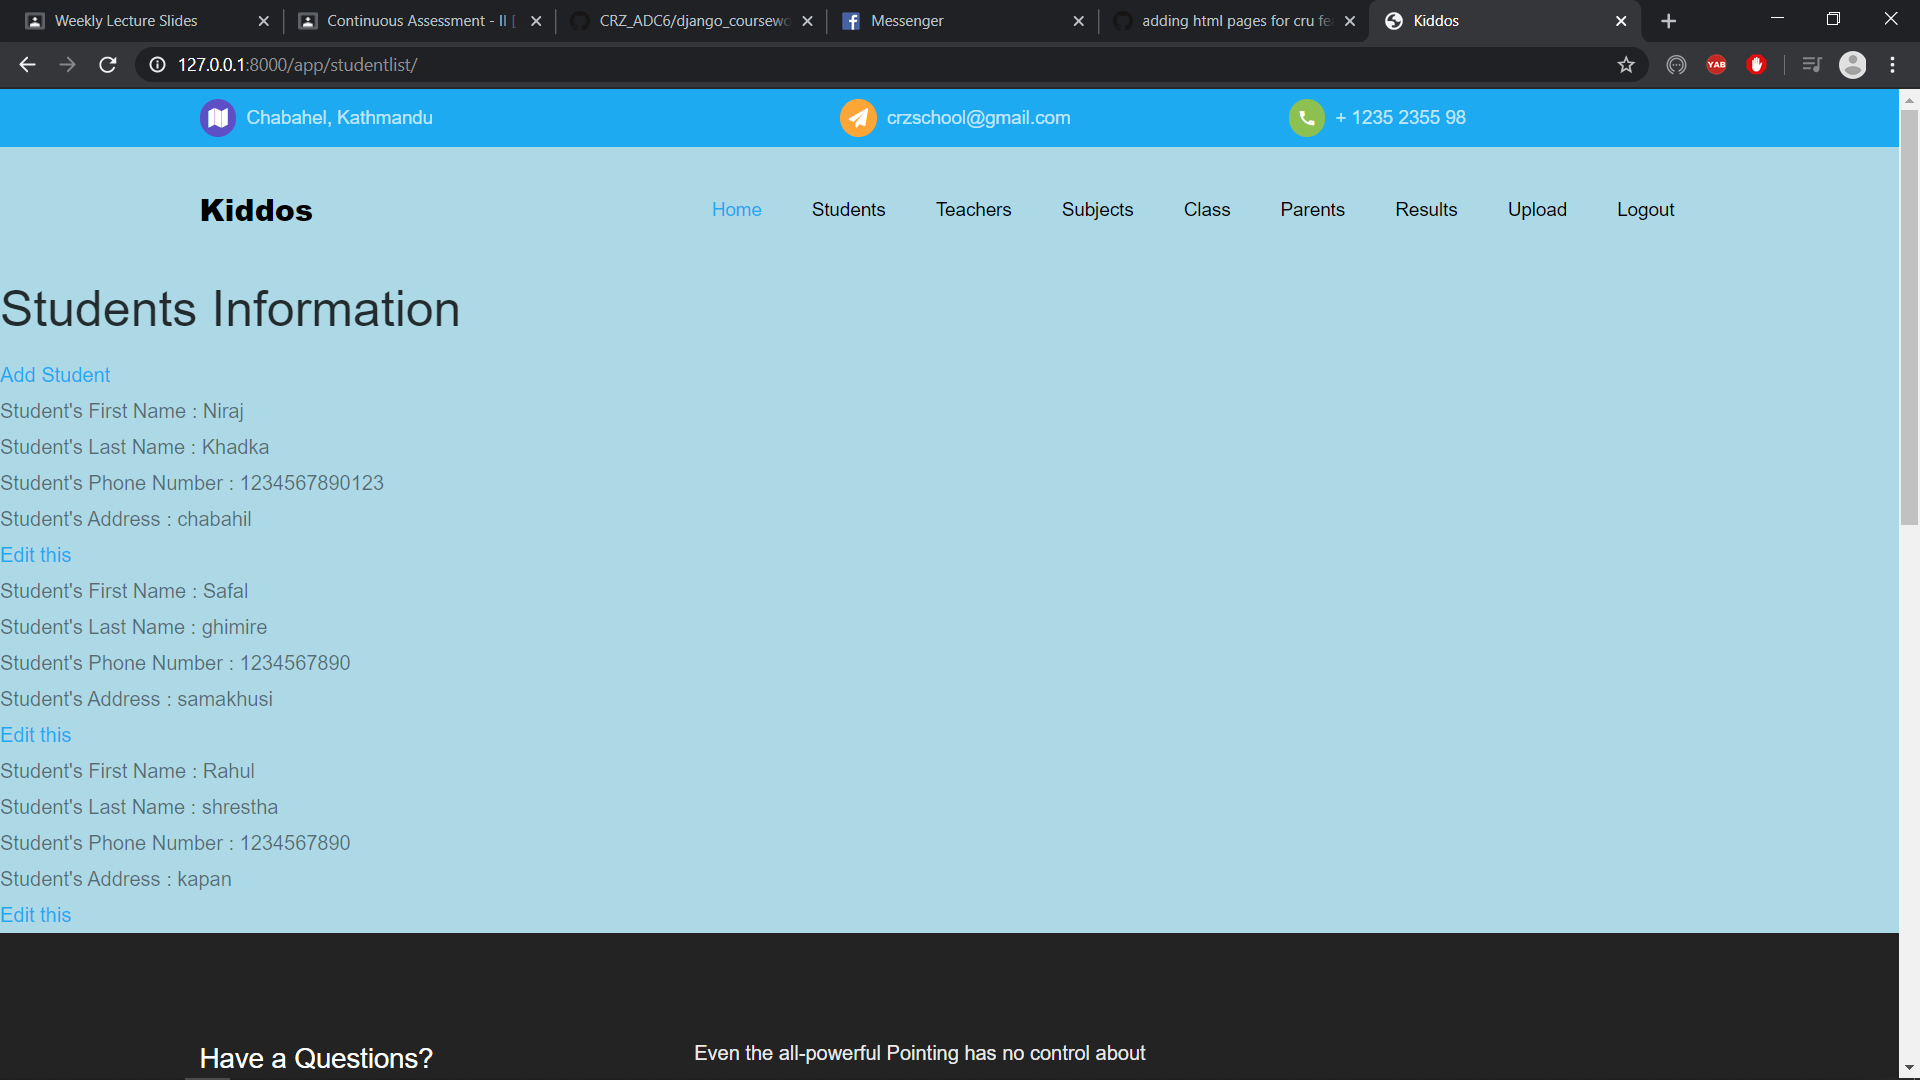 Weekly Lecture Slides
Continuous Assessment - II [
CRZ_ADC6/django_coursewo
Messenger
adding html pages for cru fea
Kiddos
127.0.0.1:8000/app/studentlist/
YAB
Chabahel, Kathmandu
crzschool@gmail.com
+ 1235 2355 98
Kiddos
Home Students Teachers Subjects Class Parents Results Upload Logout
Students Information
Add Student
Student's First Name : Niraj
Student's Last Name : Khadka
Student's Phone Number : 1234567890123
Student's Address : chabahil
Edit this
Student's First Name : Safal
Student's Last Name : ghimire
Student's Phone Number : 1234567890
Student's Address : samakhusi
Edit this
Student's First Name : Rahul
Student's Last Name : shrestha
Student's Phone Number : 1234567890
Student's Address : kapan
Edit this
Have a Questions?
Even the all-powerful Pointing has no control about